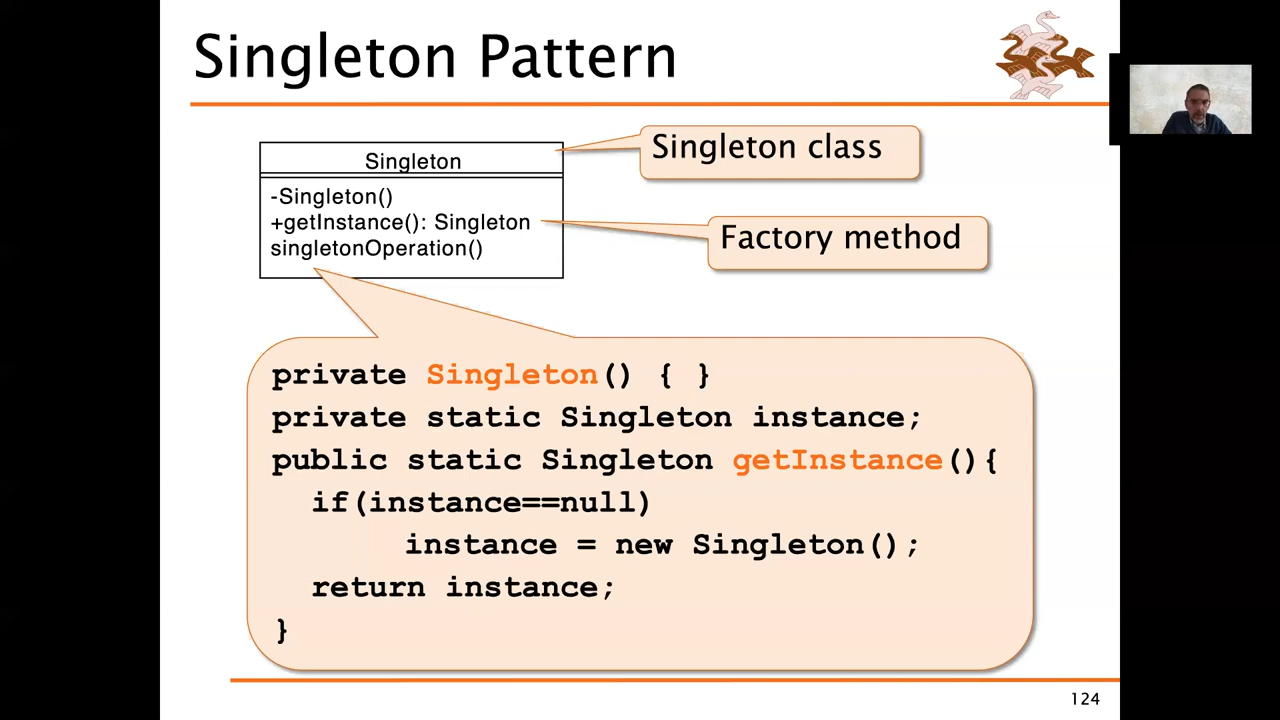 Singleton Pattern
Singleton
Singleton class
-Singleton()
+getInstance(): Singleton
Factory method
singletonOperation()
private Singleton() { }
private static Singleton instance;
public static Singleton getInstance(){
if(instance==null)
instance = new Singleton();
return instance;
}
124